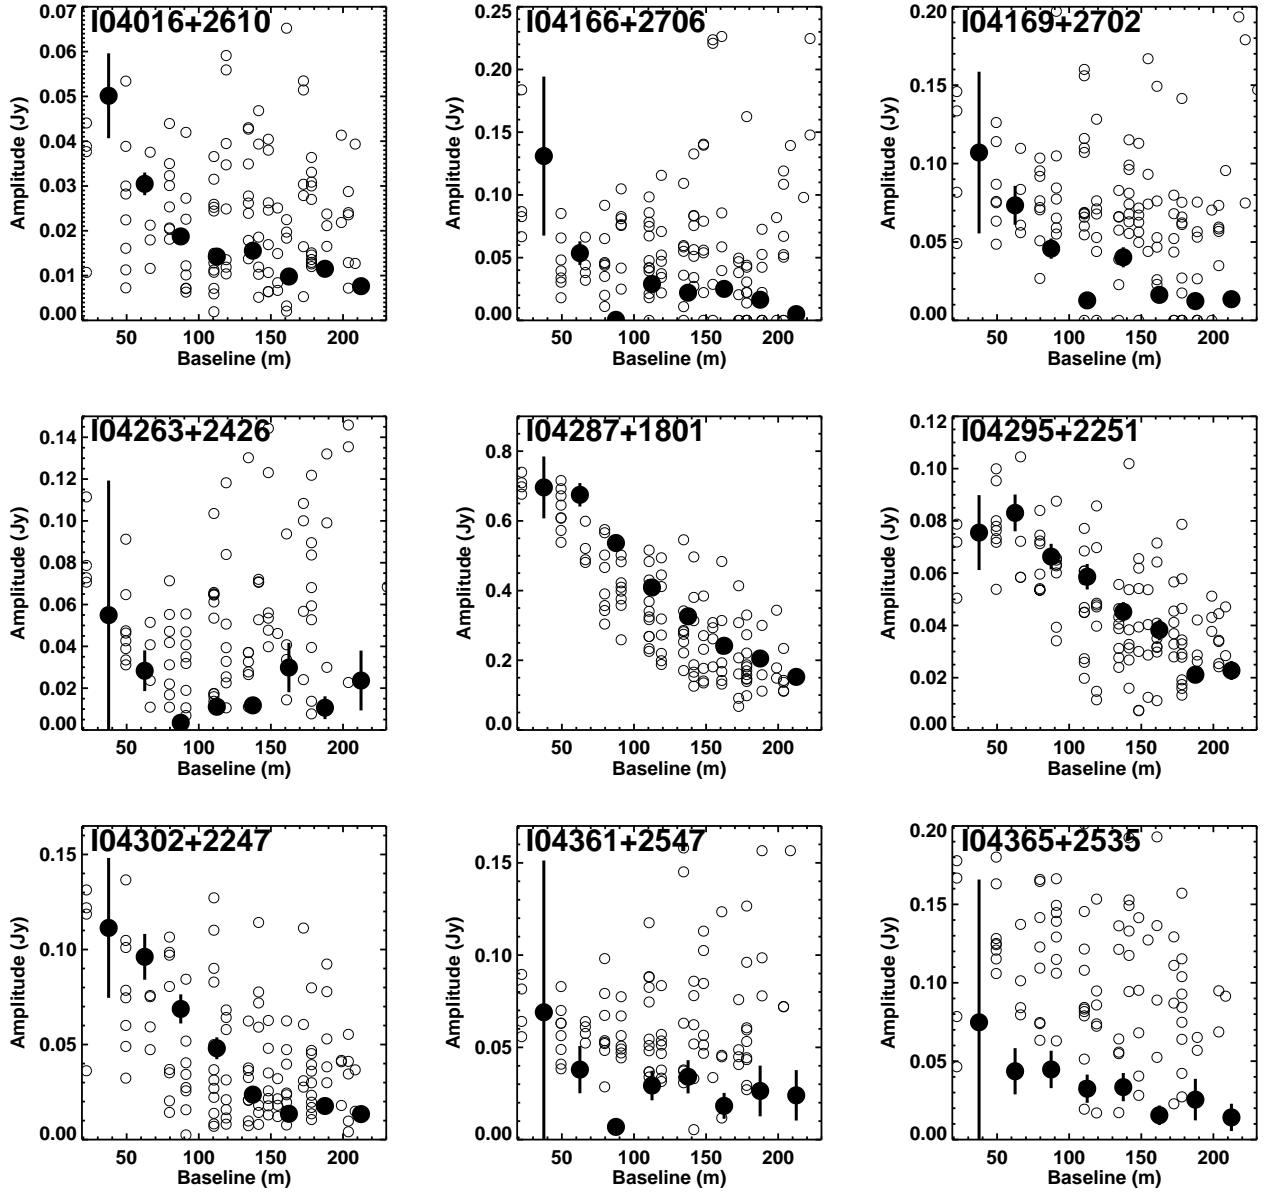 I04016+2610
Amplitude (Jy)
0.07
0.06
0.05
0.04
0.03
0.02
0.01
0.00
50 100 150 200
Baseline (m)
I04166+2706
Amplitude (Jy)
0.25
0.20
0.15
0.10
0.05
0.00
50 100 150 200
Baseline (m)
I04169+2702
Amplitude (Jy)
0.20
0.15
0.10
0.05
0.00
50 100 150 200
Baseline (m)
I04263+2426
Amplitude (Jy)
0.14
0.12
0.10
0.08
0.06
0.04
0.02
0.00
50 100 150 200
Baseline (m)
I04287+1801
Amplitude (Jy)
0.8
0.6
0.4
0.2
0.0
50 100 150 200
Baseline (m)
I04295+2251
Amplitude (Jy)
0.12
0.10
0.08
0.06
0.04
0.02
0.00
50 100 150 200
Baseline (m)
I04302+2247
Amplitude (Jy)
0.15
0.10
0.05
0.00
50 100 150 200
Baseline (m)
I04361+2547
Amplitude (Jy)
0.15
0.10
0.05
0.00
50 100 150 200
Baseline (m)
I04365+2535
Amplitude (Jy)
0.20
0.15
0.10
0.05
0.00
50 100 150 200
Baseline (m)